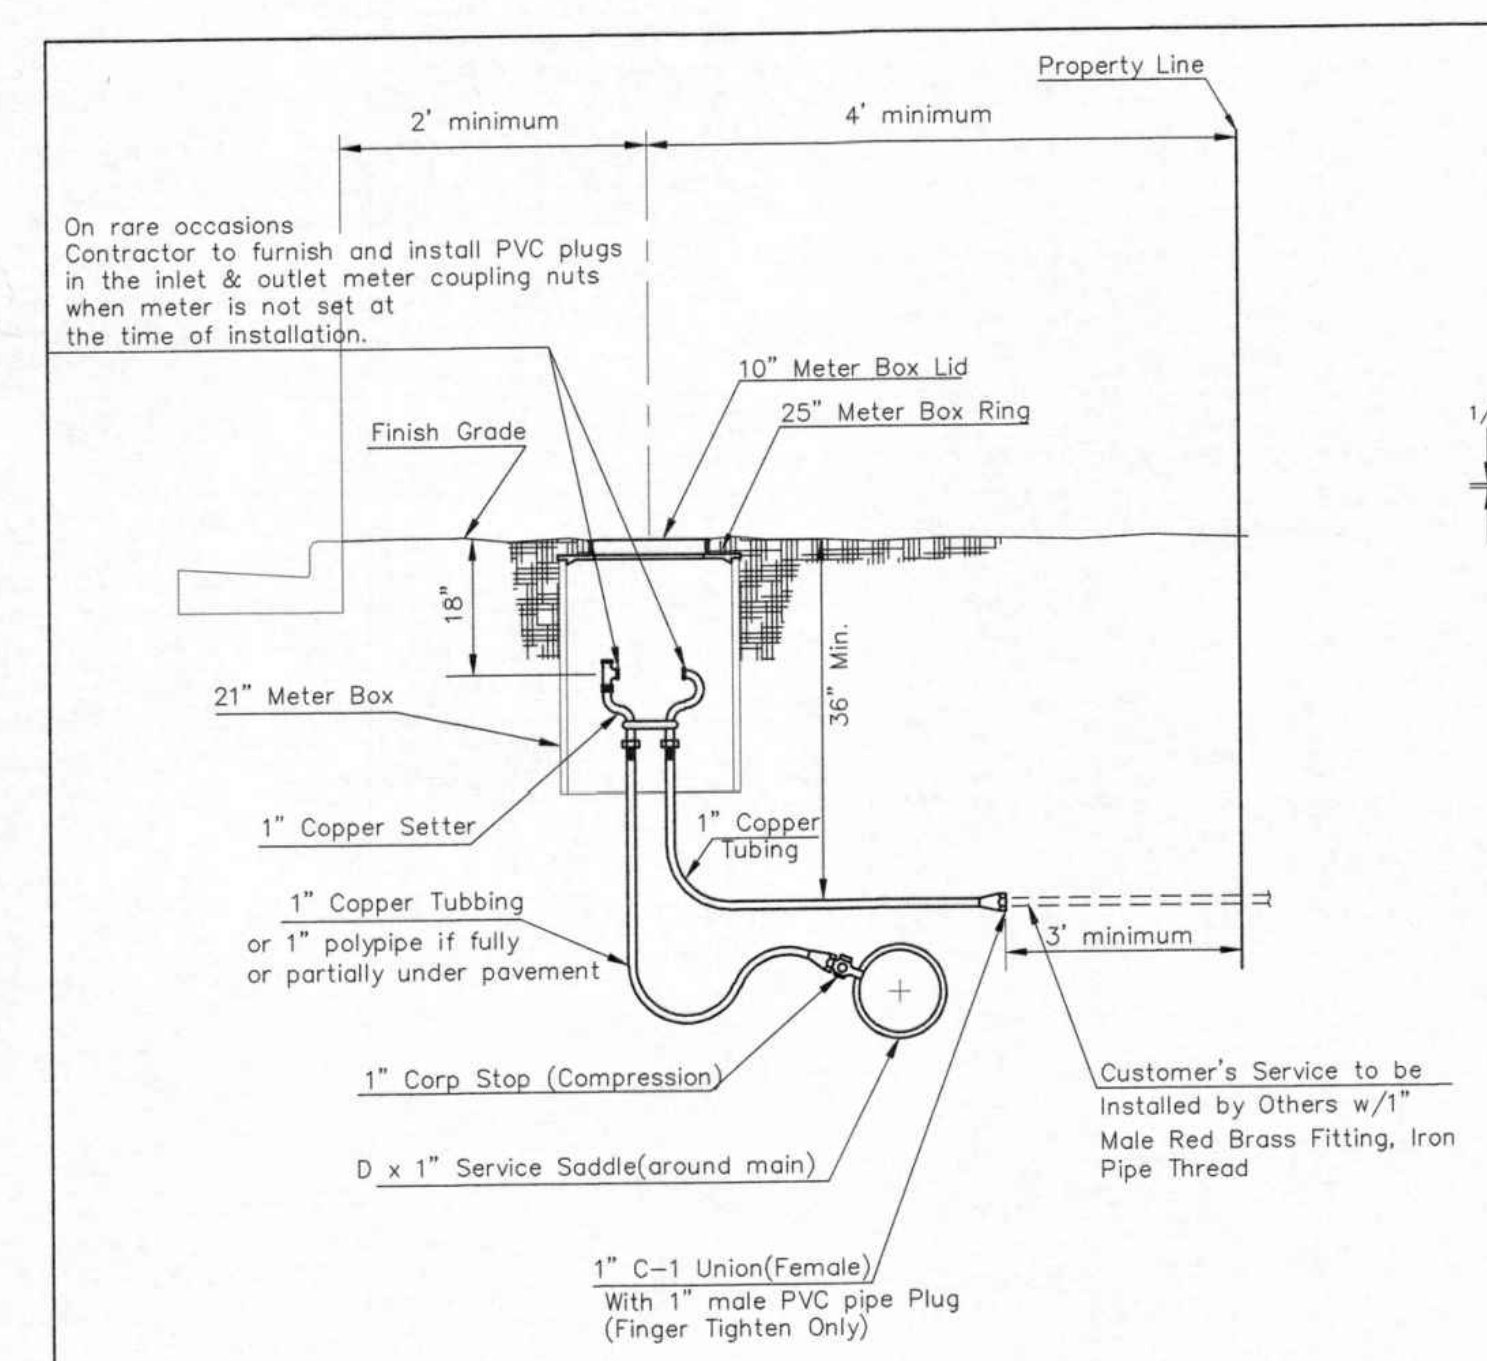 Property Line
2' minimum
4' minimum
On rare occasions
Contractor to furnish and install PVC plugs
in the inlet & outlet meter coupling nuts
when meter is not set at
the time of installation.
10" Meter Box Lid
25" Meter Box Ring
Finish Grade
1/
18"
36" Min.
21" Meter Box
1" Copper Setter
1" Copper
Tubing
1" Copper Tubbing
or 1" polypipe if fully
or partially under pavement
3' minimum
1" Corp Stop (Compression)
Customer's Service to be
Installed by Others w/1"
Male Red Brass Fitting, Iron
Pipe Thread
D x 1" Service Saddle(around main)
1" C-1 Union(Female)
With 1" male PVC pipe Plug
(Finger Tighten Only)